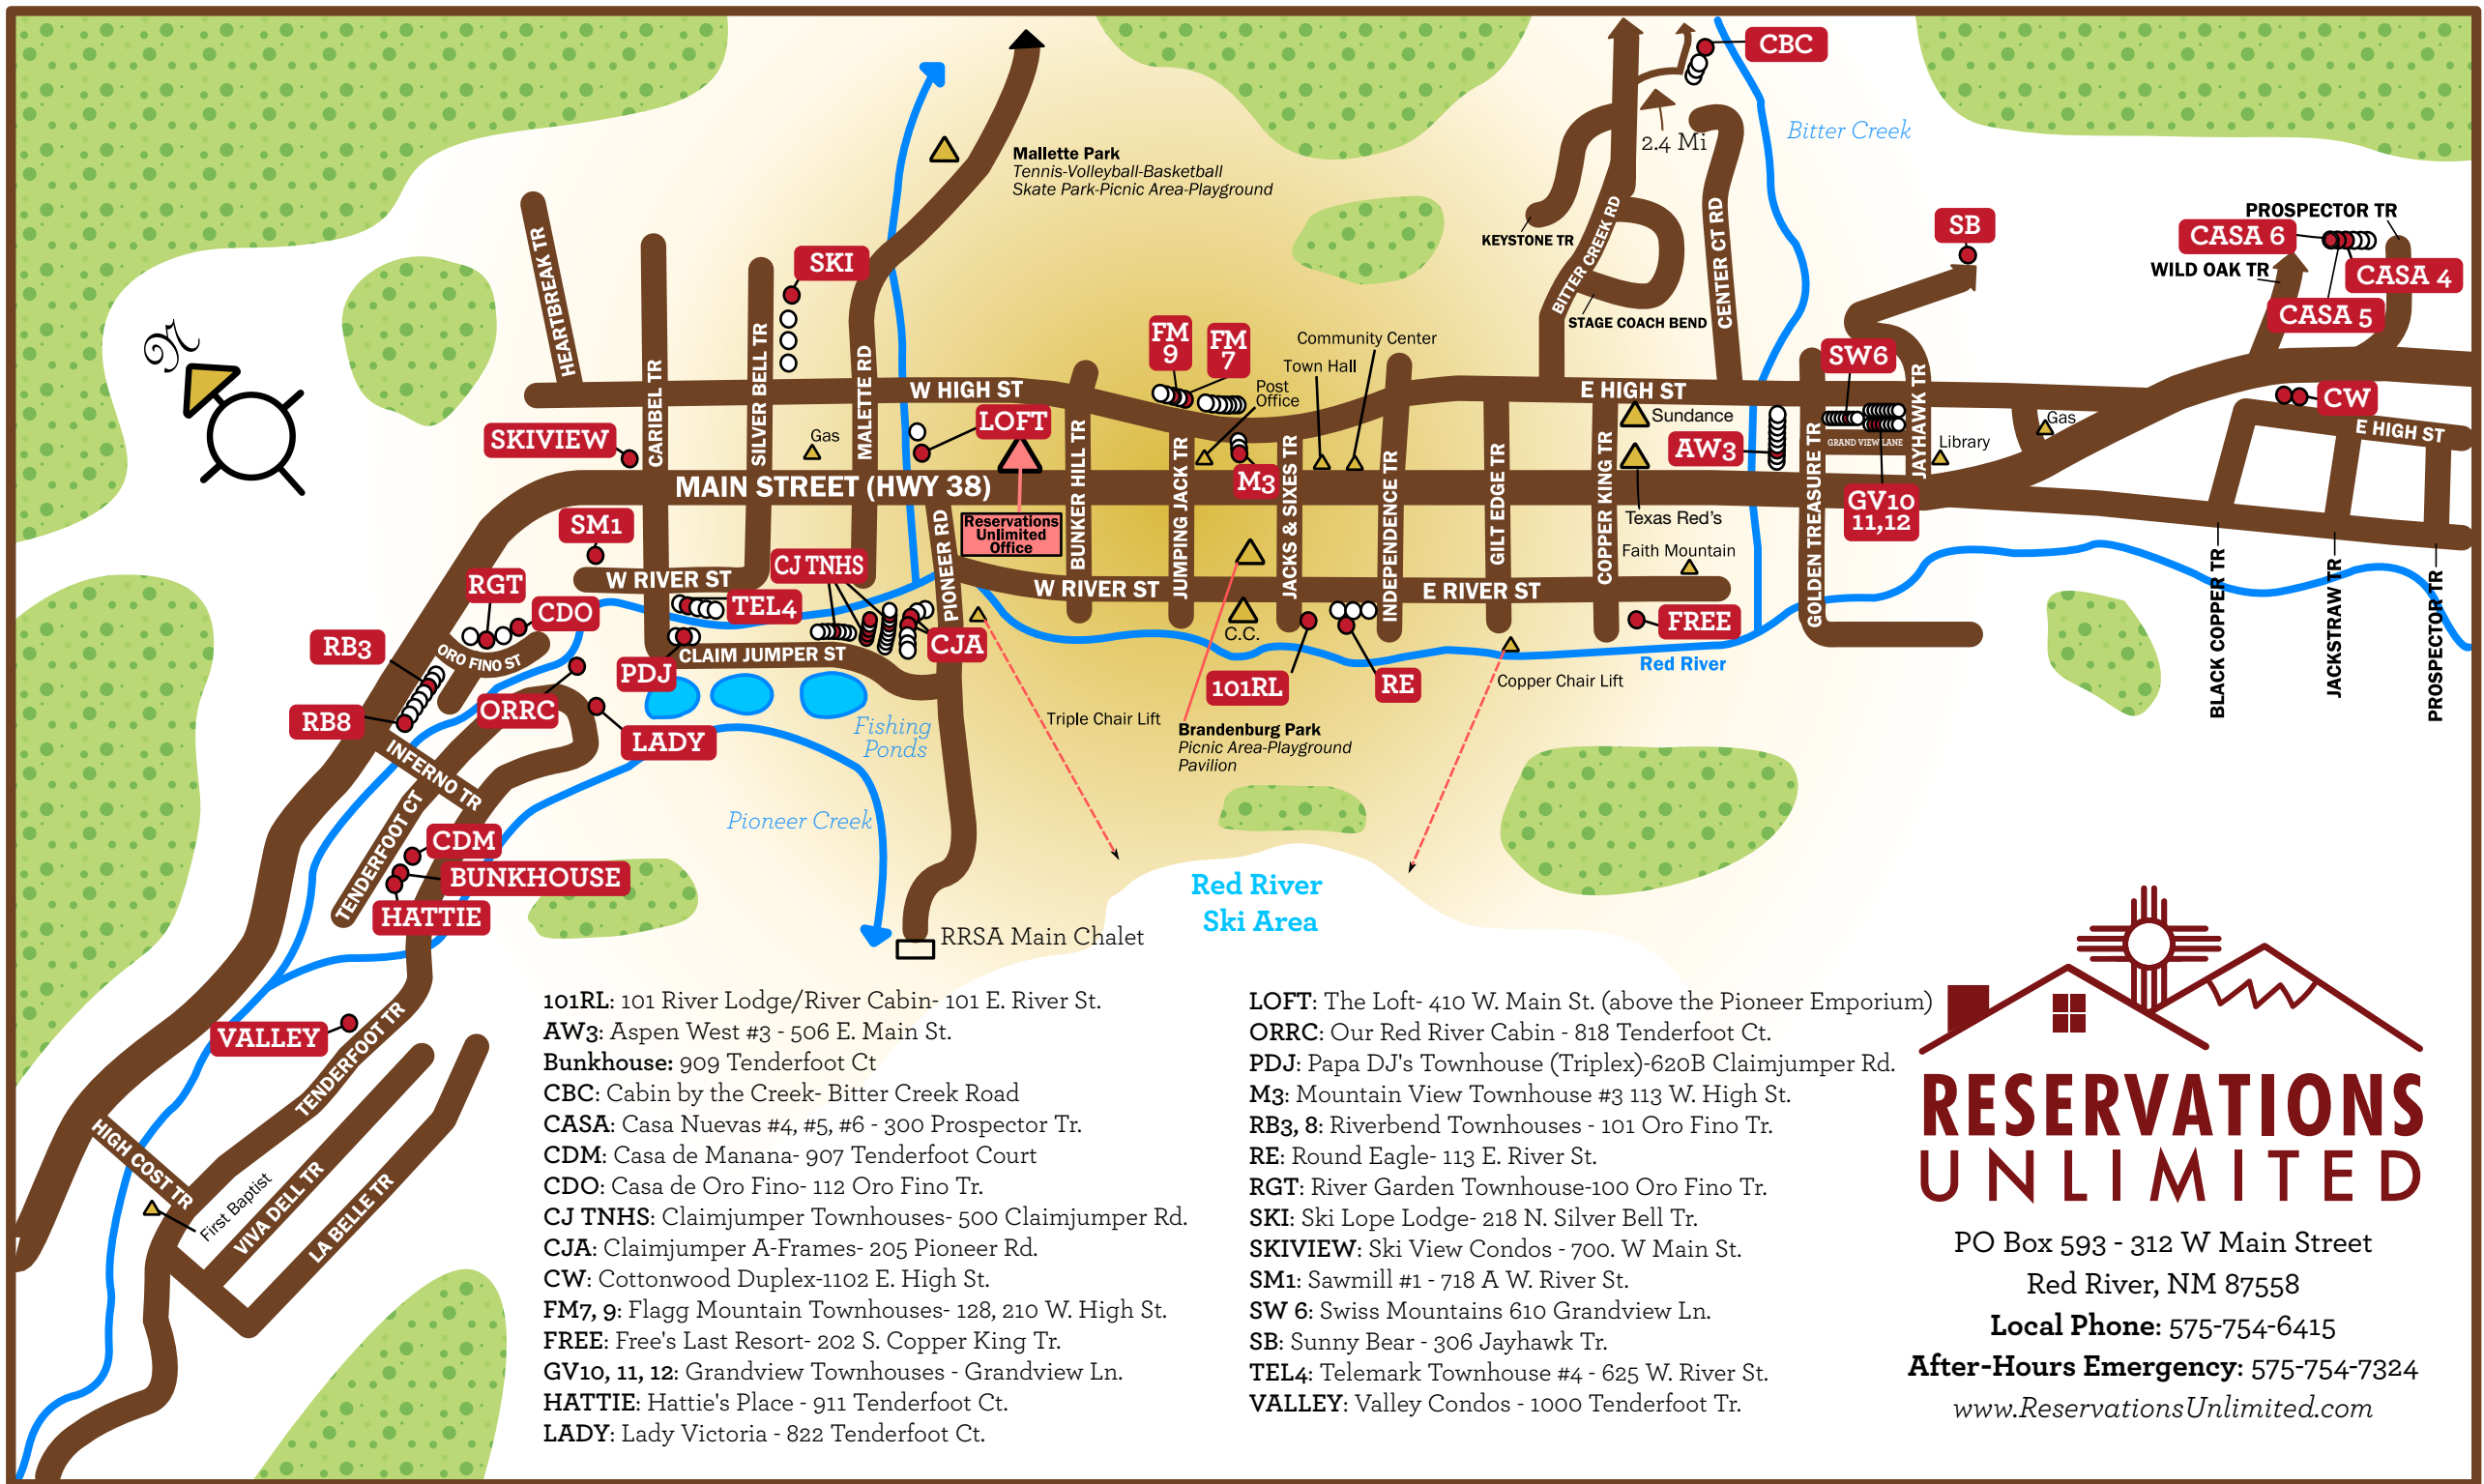 CBC
Bitter Creek
2.4 Mi
Mallette Park
Tennis-Volleyball-Basketball
Skate Park-Picnic Area-Playground
KEYSTONE TR
BITTER CREEK RD
CENTER CT RD
STAGE COACH BEND
SB
PROSPECTOR TR
CASA 6
WILD OAK TR
CASA 4
CASA 5
N
HEARTBREAK TR
CARIBEL TR
SILVER BELL TR
SKI
MALETTE RD
W HIGH ST
FM
9
FM
7
Community Center
Town Hall
Post
Office
E HIGH ST
Sundance
SW6
JAYHAWK TR
CW
Gas
E HIGH ST
SKIVIEW
Gas
LOFT
BUNKER HILL TR
JUMPING JACK TR
M3
JACKS & SIXES TR
INDEPENDENCE TR
GILT EDGE TR
COPPER KING TR
AW3
GOLDEN TREASURE TR
GRAND VIEW LANE
Library
MAIN STREET (HWY 38)
Reservations
Unlimited
Office
Texas Red's
GV10
11,12
SM1
W RIVER ST
CJ TNHS
PIONEER RD
W RIVER ST
E RIVER ST
Faith Mountain
BLACK COPPER TR
JACKSTRAW TR
PROSPECTOR TR
RGT
CDO
TEL4
RB3
ORO FINO ST
PDJ
CLAIM JUMPER ST
CJA
C.C.
FREE
Red River
101RL
RE
Copper Chair Lift
RB8
ORRC
LADY
Fishing
Ponds
Triple Chair Lift
Brandenburg Park
Picnic Area-Playground
Pavilion
INFERNO TR
TENDERFOOT CT
Pioneer Creek
CDM
BUNKHOUSE
HATTIE
Red River
Ski Area
RRSA Main Chalet
VALLEY
TENDERFOOT TR
HIGH COST TR
First Baptist
VIVA DELL TR
LA BELLE TR
101RL: 101 River Lodge/River Cabin- 101 E. River St.
AW3: Aspen West #3 - 506 E. Main St.
Bunkhouse: 909 Tenderfoot Ct
CBC: Cabin by the Creek- Bitter Creek Road
CASA: Casa Nuevas #4, #5, #6 - 300 Prospector Tr.
CDM: Casa de Manana- 907 Tenderfoot Court
CDO: Casa de Oro Fino- 112 Oro Fino Tr.
CJ TNHS: Claimjumper Townhouses- 500 Claimjumper Rd.
CJA: Claimjumper A-Frames- 205 Pioneer Rd.
CW: Cottonwood Duplex-1102 E. High St.
FM7, 9: Flagg Mountain Townhouses- 128, 210 W. High St.
FREE: Free's Last Resort- 202 S. Copper King Tr.
GV10, 11, 12: Grandview Townhouses - Grandview Ln.
HATTIE: Hattie's Place - 911 Tenderfoot Ct.
LADY: Lady Victoria - 822 Tenderfoot Ct.
LOFT: The Loft- 410 W. Main St. (above the Pioneer Emporium)
ORRC: Our Red River Cabin - 818 Tenderfoot Ct.
PDJ: Papa DJ's Townhouse (Triplex)-620B Claimjumper Rd.
M3: Mountain View Townhouse #3 113 W. High St.
RB3, 8: Riverbend Townhouses - 101 Oro Fino Tr.
RE: Round Eagle- 113 E. River St.
RGT: River Garden Townhouse-100 Oro Fino Tr.
SKI: Ski Lope Lodge- 218 N. Silver Bell Tr.
SKIVIEW: Ski View Condos - 700. W Main St.
SM1: Sawmill #1 - 718 A W. River St.
SW 6: Swiss Mountains 610 Grandview Ln.
SB: Sunny Bear - 306 Jayhawk Tr.
TEL4: Telemark Townhouse #4 - 625 W. River St.
VALLEY: Valley Condos - 1000 Tenderfoot Tr.
RESERVATIONS
UNLIMITED
PO Box 593 - 312 W Main Street
Red River, NM 87558
Local Phone: 575-754-6415
After-Hours Emergency: 575-754-7324
www.ReservationsUnlimited.com